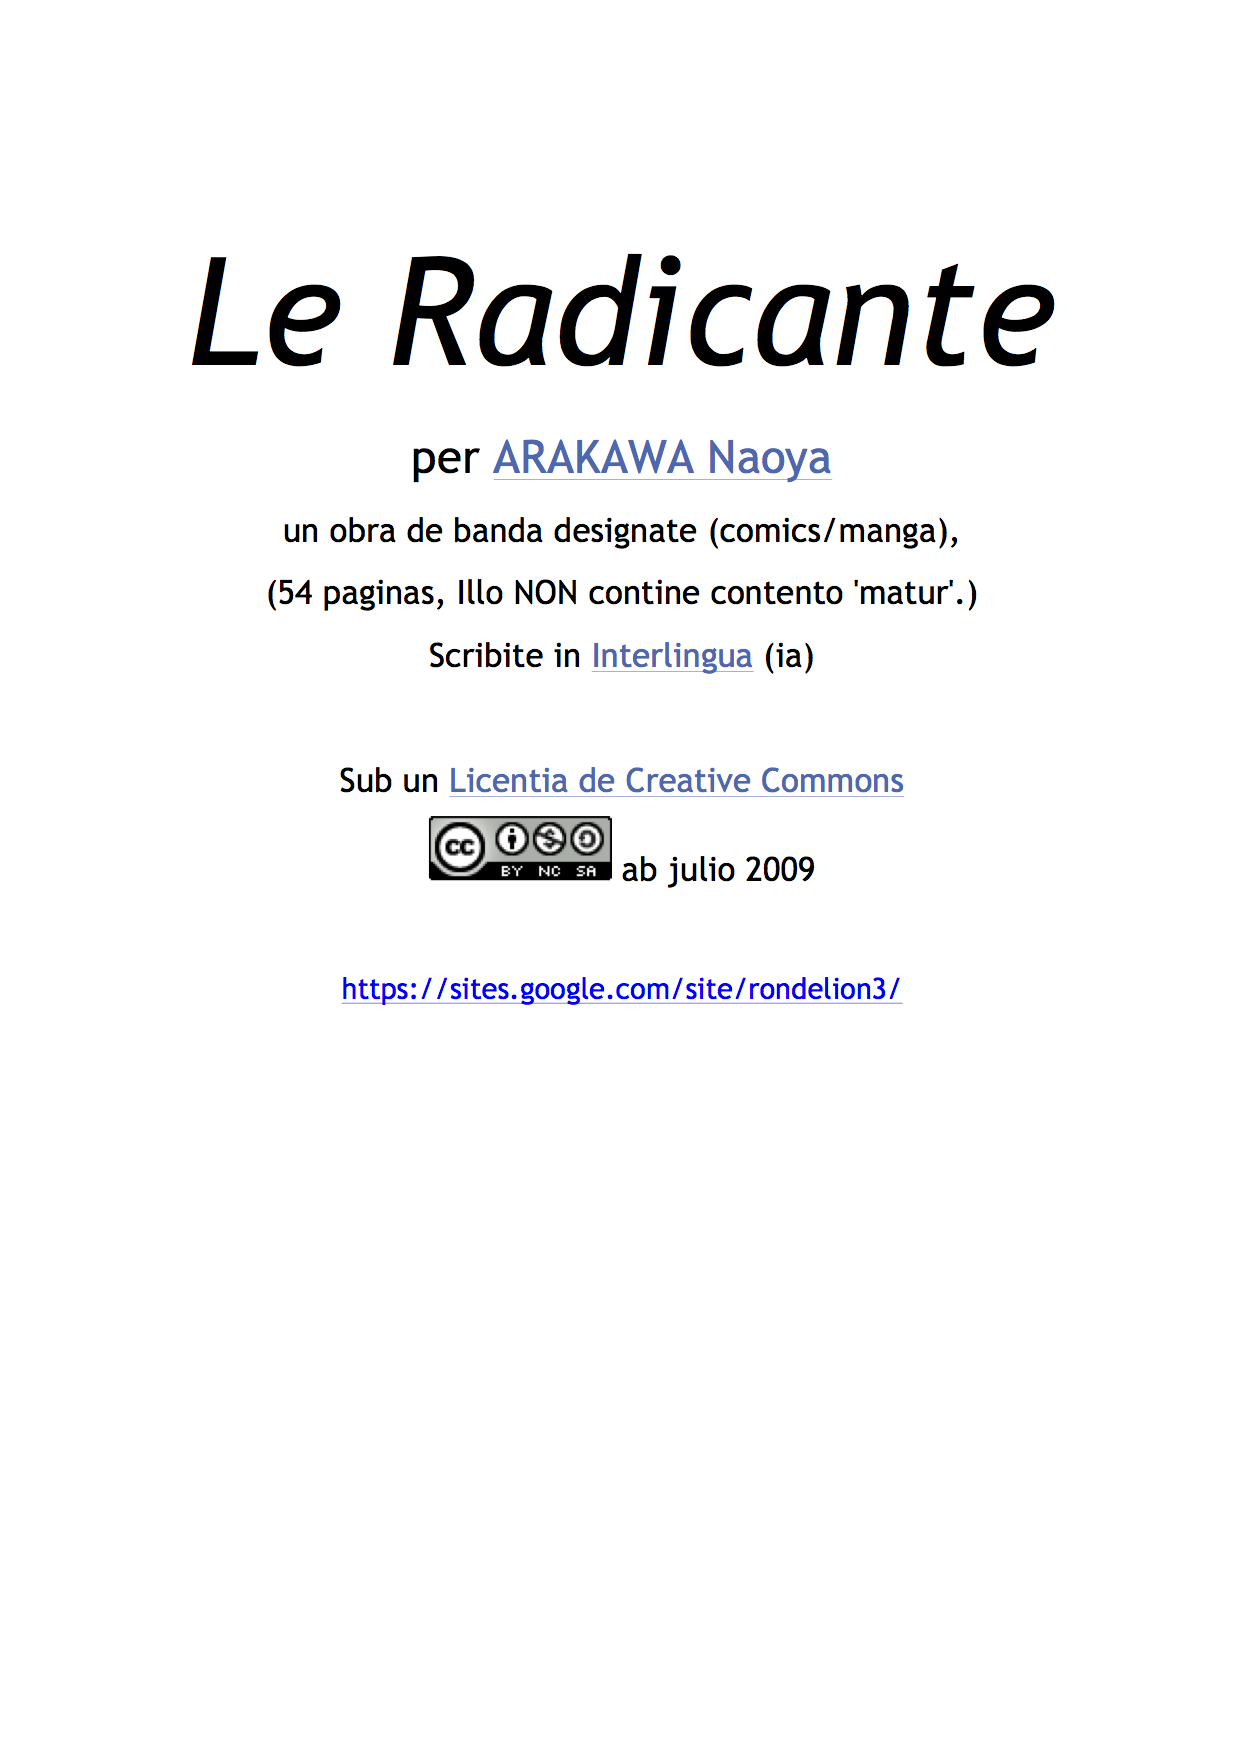 Le Radicante
per ARAKAWA Naoya
un obra de banda designate (comics/manga),
(54 paginas, Illo NON contine contento 'matur'.)
Scribite in Interlingua (ia)
Sub un Licentia de Creative Commons
cc BY NC SA ab julio 2009
https://sites.google.com/site/rondelion3/